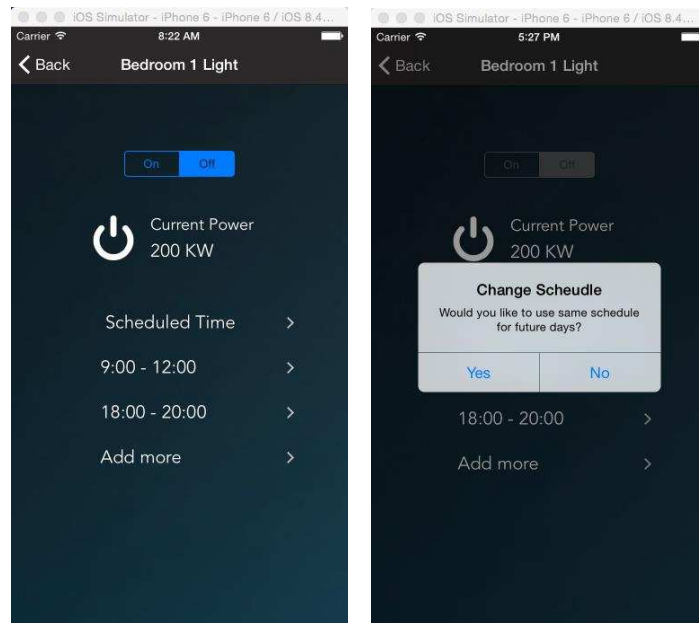 iOS Simulator - iPhone 6 - iPhone 6 / iOS 8.4...
Carrier 8:22 AM
Back Bedroom 1 Light
On Off
Current Power
200 KW
Scheduled Time >
9:00 - 12:00 >
18:00 - 20:00 >
Add more >
iOS Simulator - iPhone 6 - iPhone 6 / iOS 8.4...
Carrier 5:27 PM
Back Bedroom 1 Light
On Off
Current Power
200 KW
Change Scheudle
Would you like to use same schedule
for future days?
Yes No
18:00 - 20:00 >
Add more >